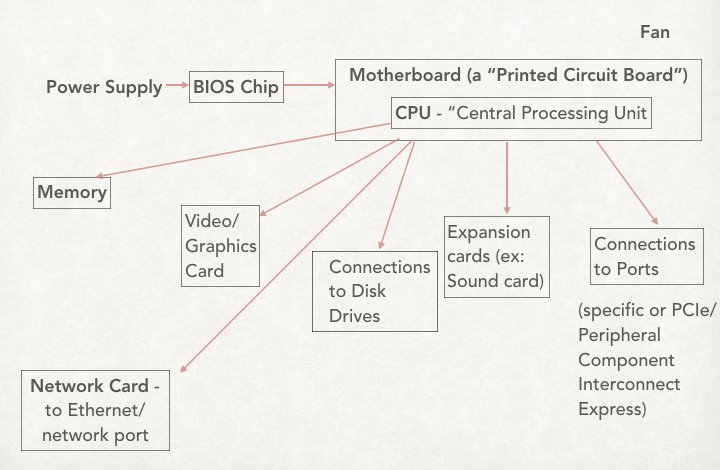 Fan
Power Supply
BIOS Chip
Motherboard (a “Printed Circuit Board”)
CPU - “Central Processing Unit
Memory
Video/
Graphics
Card
Connections
to Disk
Drives
Expansion
cards (ex:
Sound card)
Connections
to Ports
(specific or PCIe/
Peripheral
Component
Interconnect
Express)
Network Card -
to Ethernet/
network port